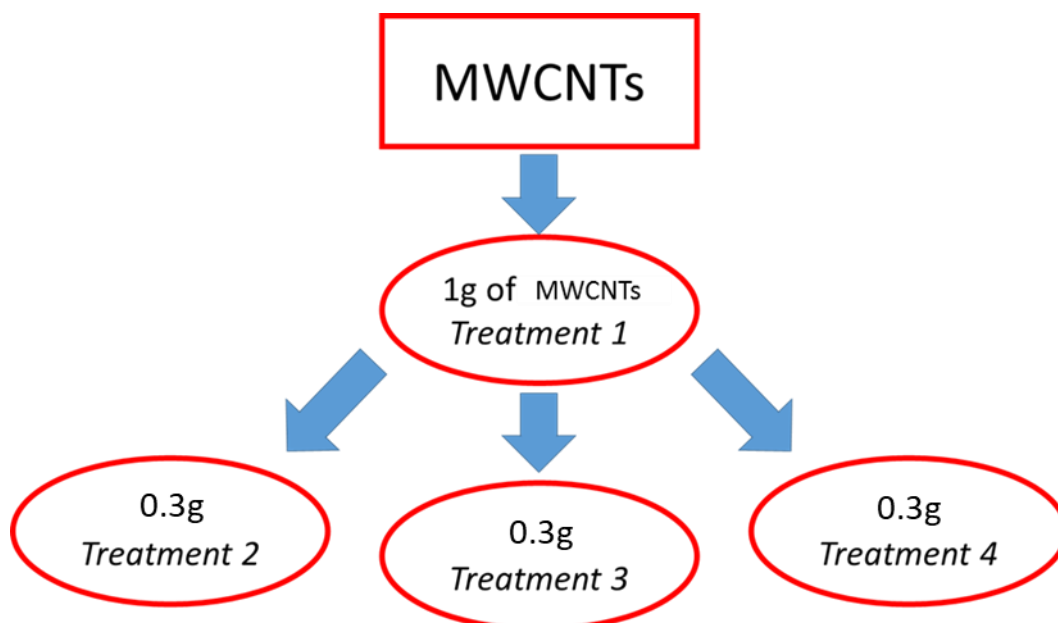 MWCNTs
1g of MWCNTs
Treatment 1
0.3g
Treatment 2
0.3g
Treatment 3
0.3g
Treatment 4